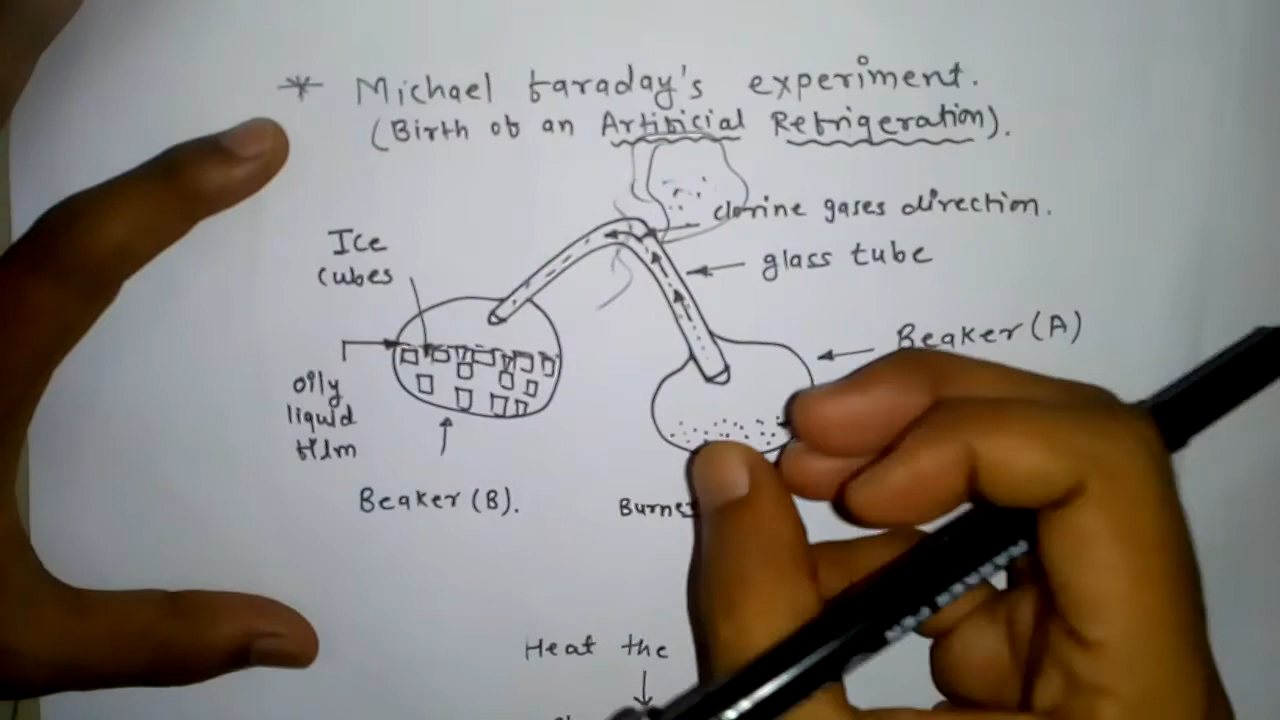 * Michael faraday's experiment.
(Birth of an Artificial Refrigeration).
clorine gases direction.
Ice
cubes
glass tube
Beaker (A)
oily
liquid
film
Beaker (B).
Burner
Heat the